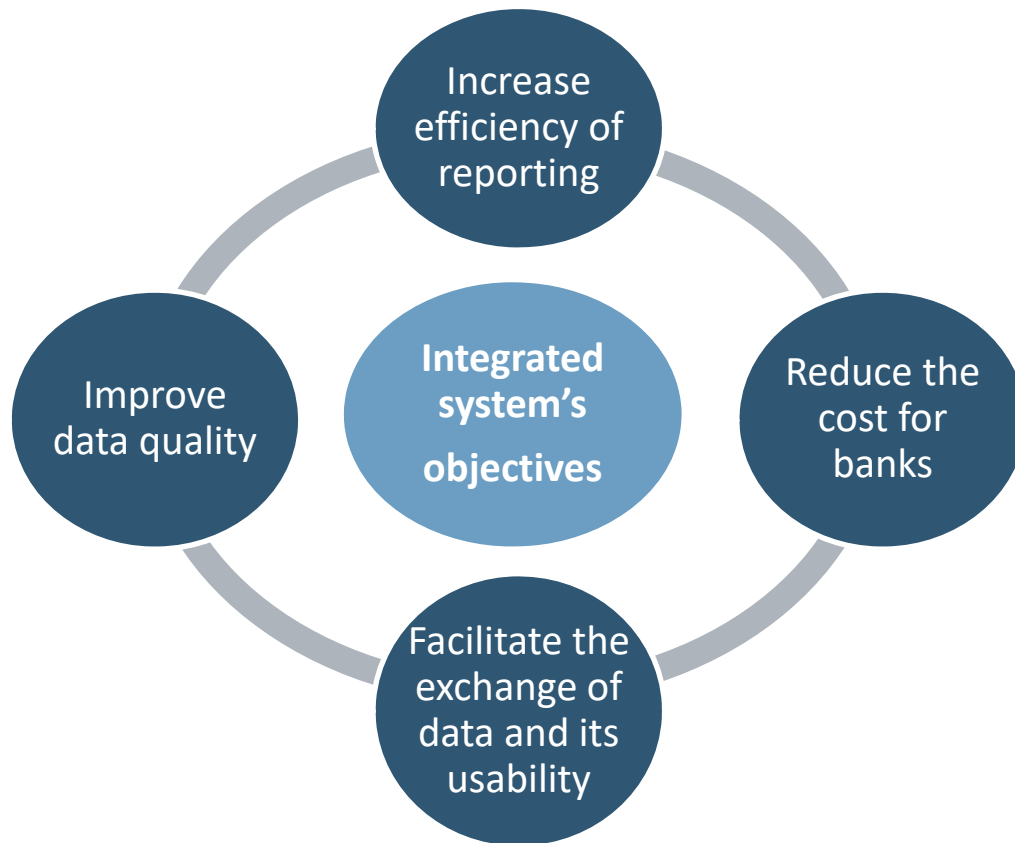 Increase
efficiency of
reporting
Integrated
system’s
objectives
Improve
data quality
Reduce the
cost for
banks
Facilitate the
exchange of
data and its
usability